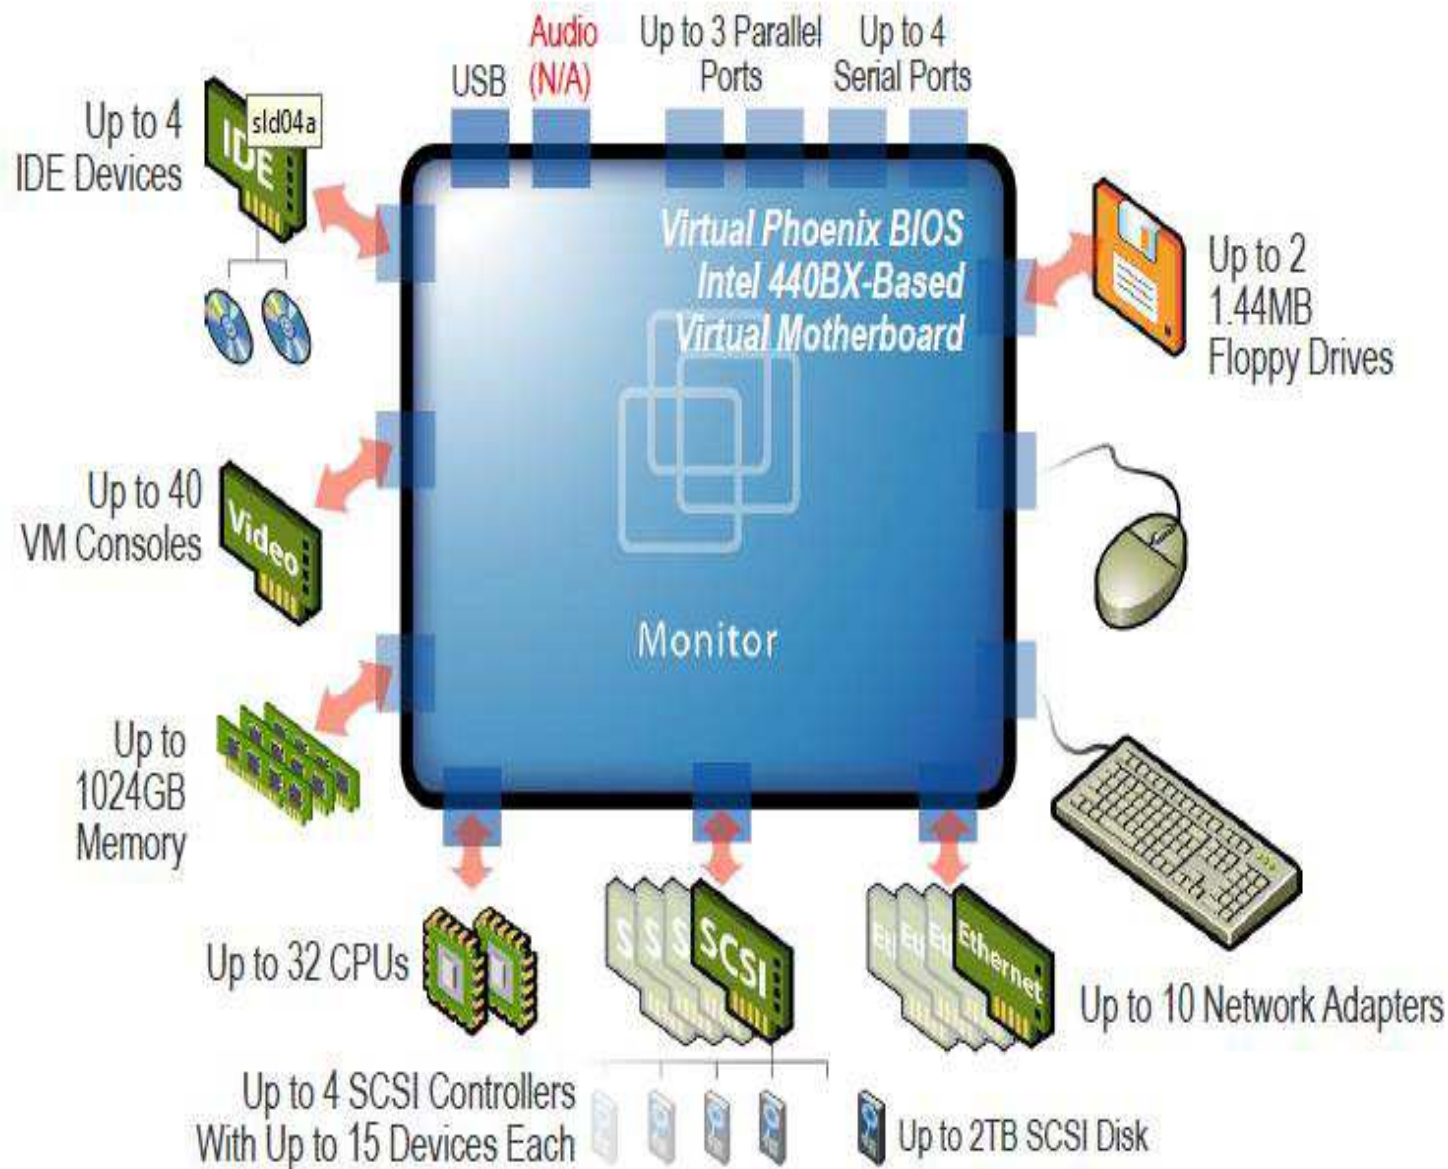 USB
Audio
(N/A)
Up to 3 Parallel
Ports
Up to 4
Serial Ports
Up to 4
IDE Devices
IDE
sld04a
Virtual Phoenix BIOS
Intel 440BX-Based
Virtual Motherboard
Up to 2
1.44MB
Floppy Drives
Up to 40
VM Consoles
Video
Monitor
Up to
1024GB
Memory
Up to 32 CPUs
S
S
S
SCSI
Et
Et
Et
Ethernet
Up to 10 Network Adapters
Up to 4 SCSI Controllers
With Up to 15 Devices Each
Up to 2TB SCSI Disk